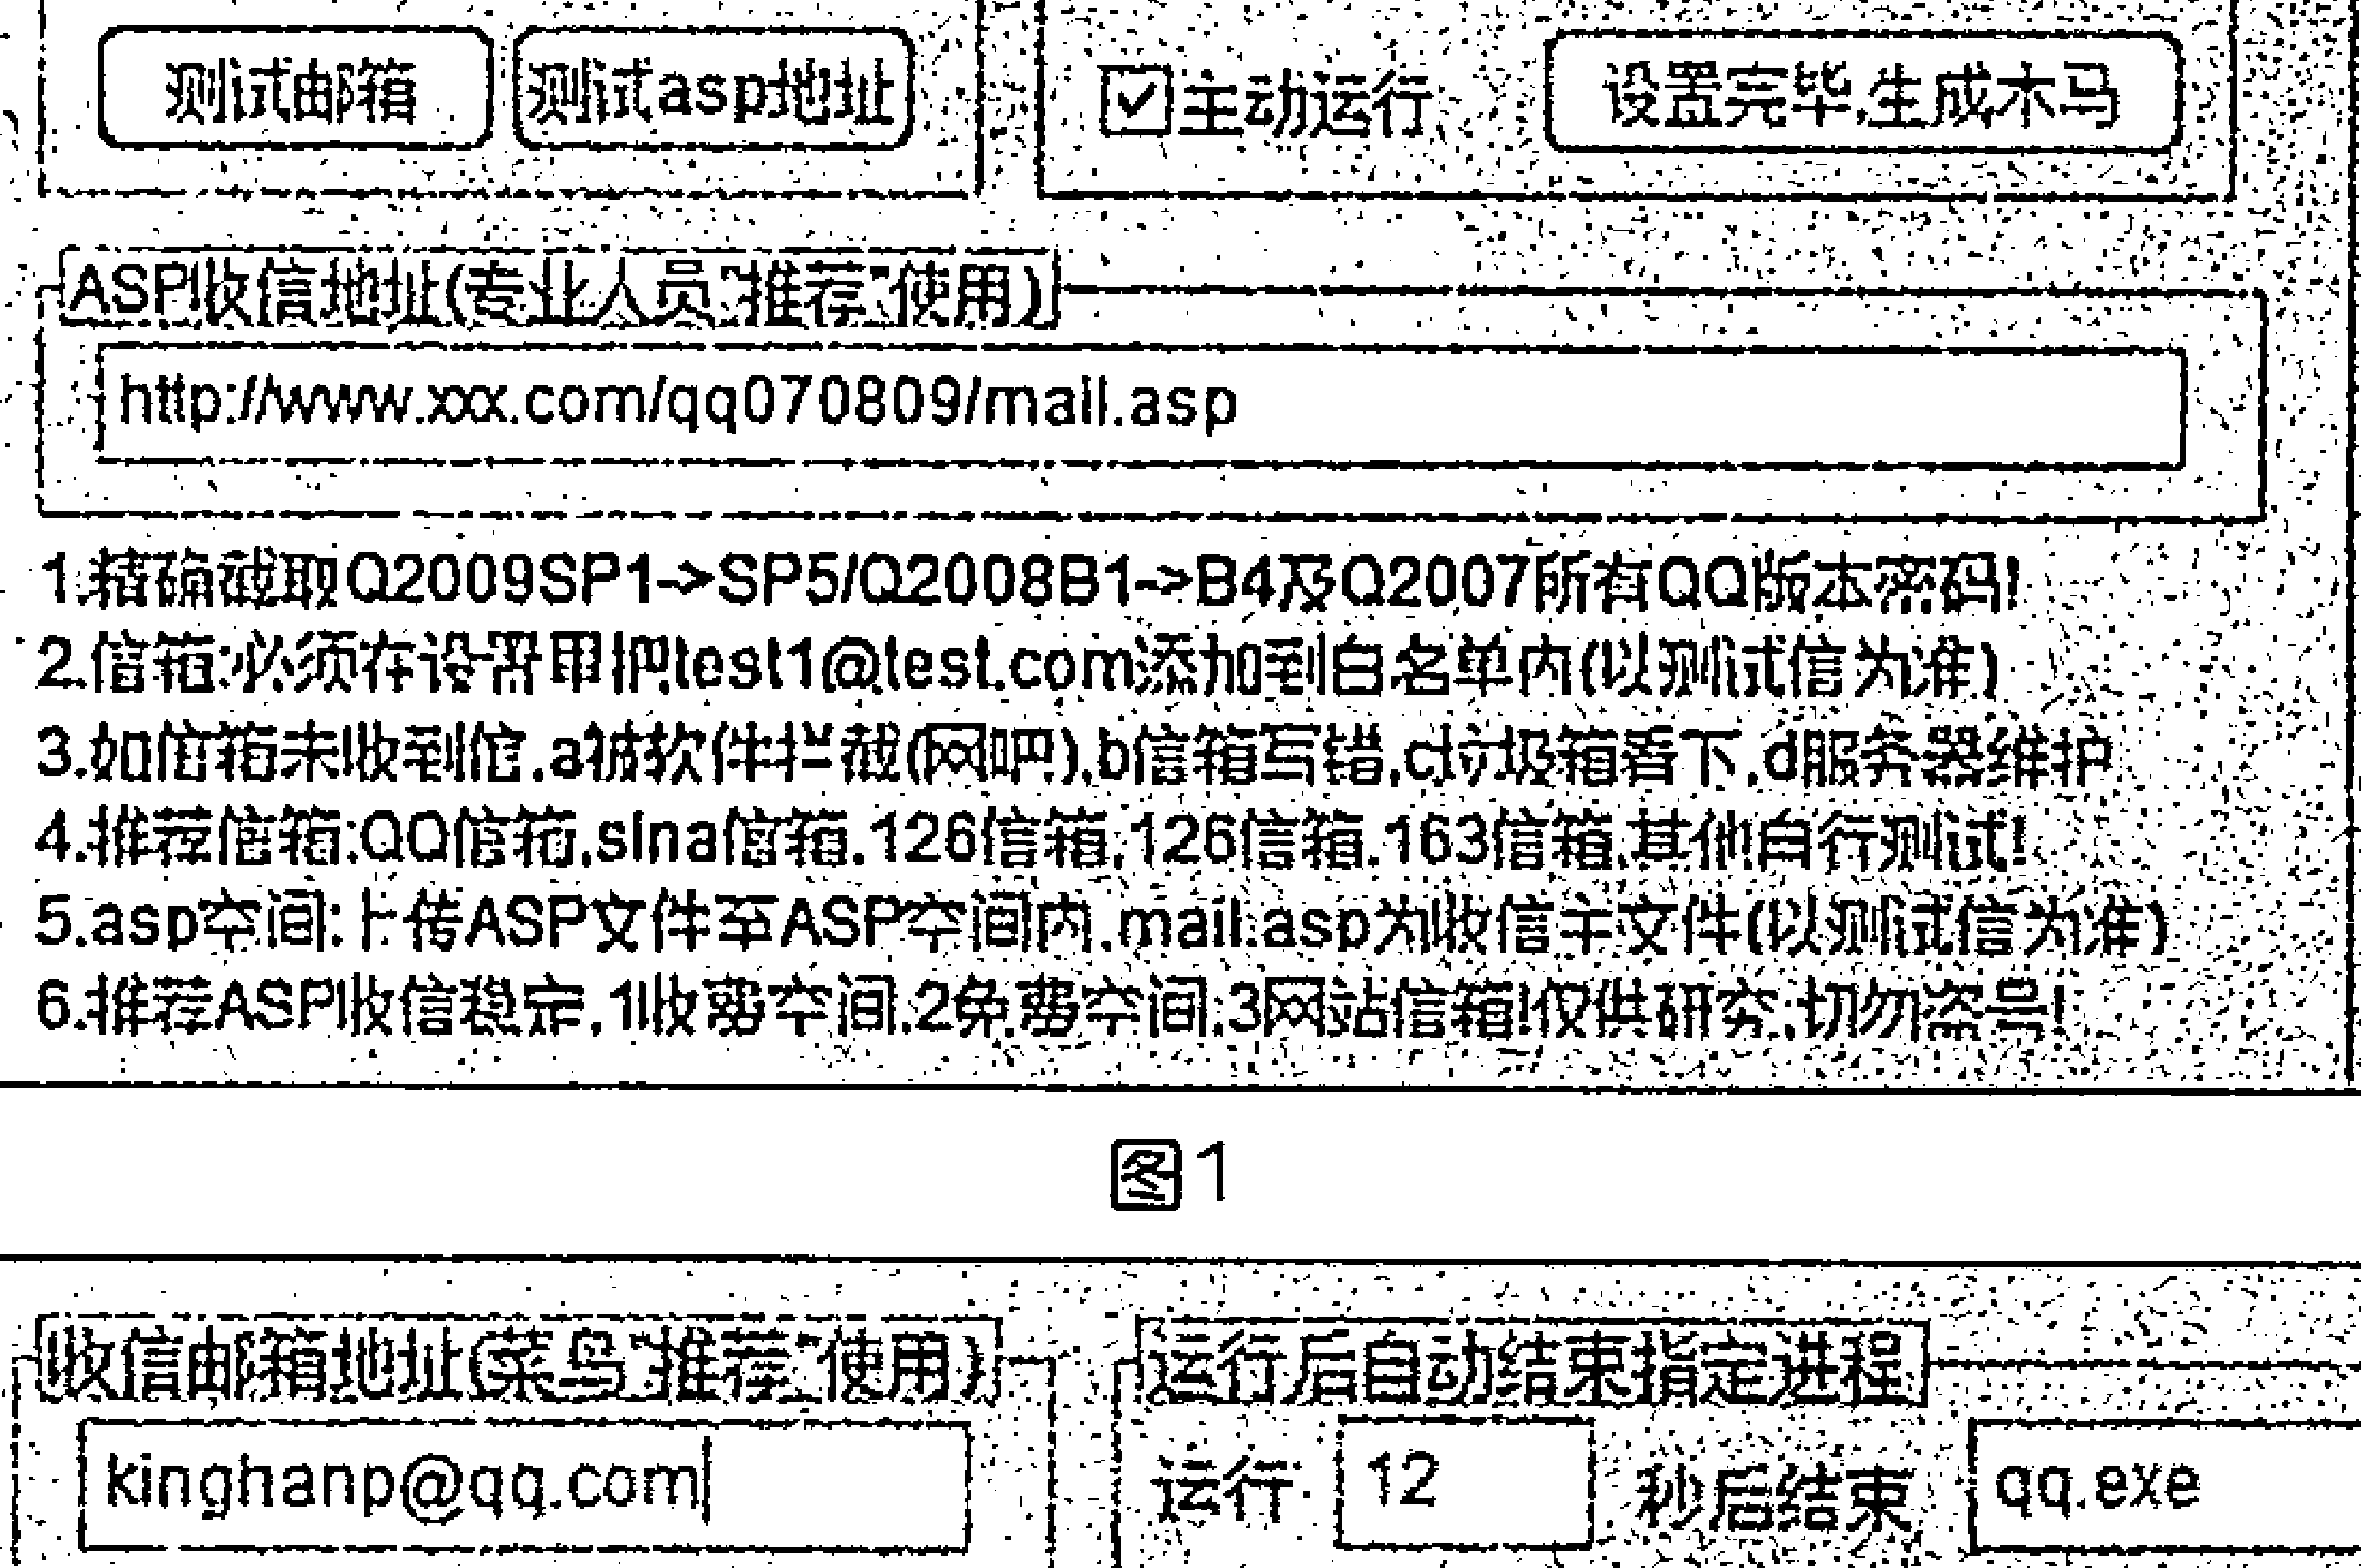 测试邮箱 测试asp地址 主动运行 设置完毕,生成木马
ASP收信地址(专业人员"推荐"使用)
http://www.xxx.com/qq070809/mail.asp
1.精确截取Q2009SP1->SP5/Q2008B1->B4及Q2007所有QQ版本密码!
2.信箱:必须在设置里把test1@test.com添加到白名单内(以测试信为准)
3.如信箱未收到信.a被软件拦截(网吧),b信箱写错,c垃圾箱看下,d服务器维护
4.推荐信箱:QQ信箱.sina信箱.126信箱.126信箱.163信箱.其他自行测试!
5.asp空间:上传ASP文件至ASP空间内.mail.asp为收信主文件(以测试信为准)
6.推荐ASP收信稳定.1收费空间.2免费空间.3网站信箱!仅供研究.切勿盗号!
图1
收信邮箱地址(菜鸟"推荐"使用) 运行后自动结束指定进程
kinghanp@qq.com 运行 12 秒后结束 qq.exe